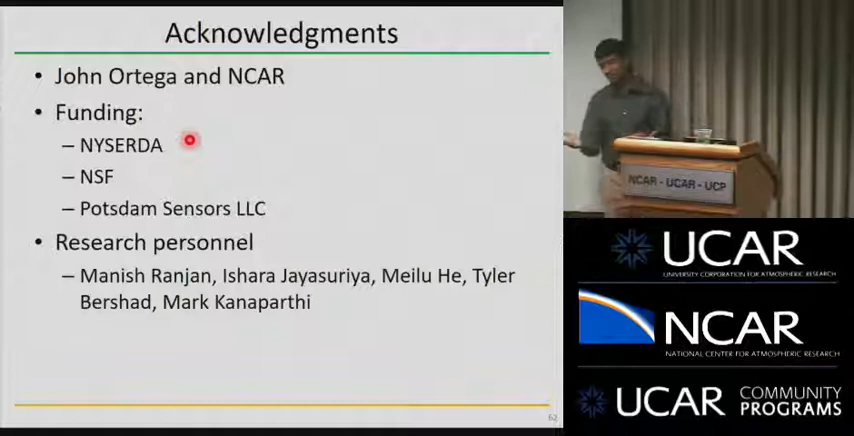 Acknowledgments
• John Ortega and NCAR
• Funding:
– NYSERDA
– NSF
– Potsdam Sensors LLC
• Research personnel
– Manish Ranjan, Ishara Jayasuriya, Meilu He, Tyler
Bershad, Mark Kanaparthi
62
NCAR - UCAR - UCP
UCAR
UNIVERSITY CORPORATION FOR ATMOSPHERIC RESEARCH
NCAR
NATIONAL CENTER FOR ATMOSPHERIC RESEARCH
UCAR COMMUNITY
PROGRAMS